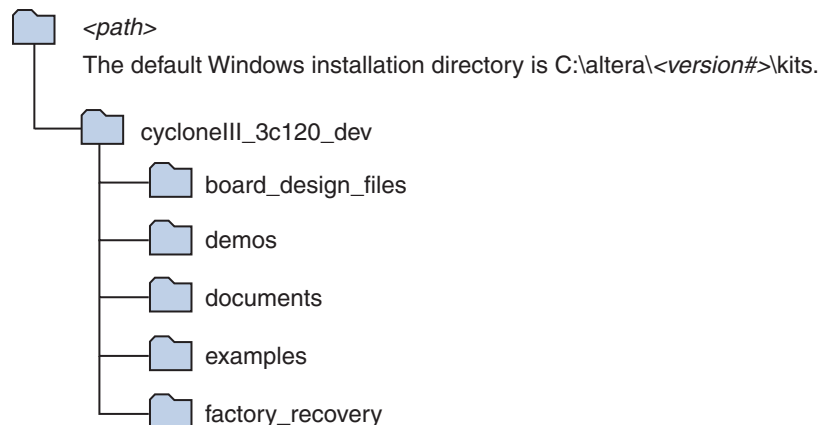 <path>
The default Windows installation directory is C:\altera\<version#>\kits.
cycloneIII_3c120_dev
board_design_files
demos
documents
examples
factory_recovery